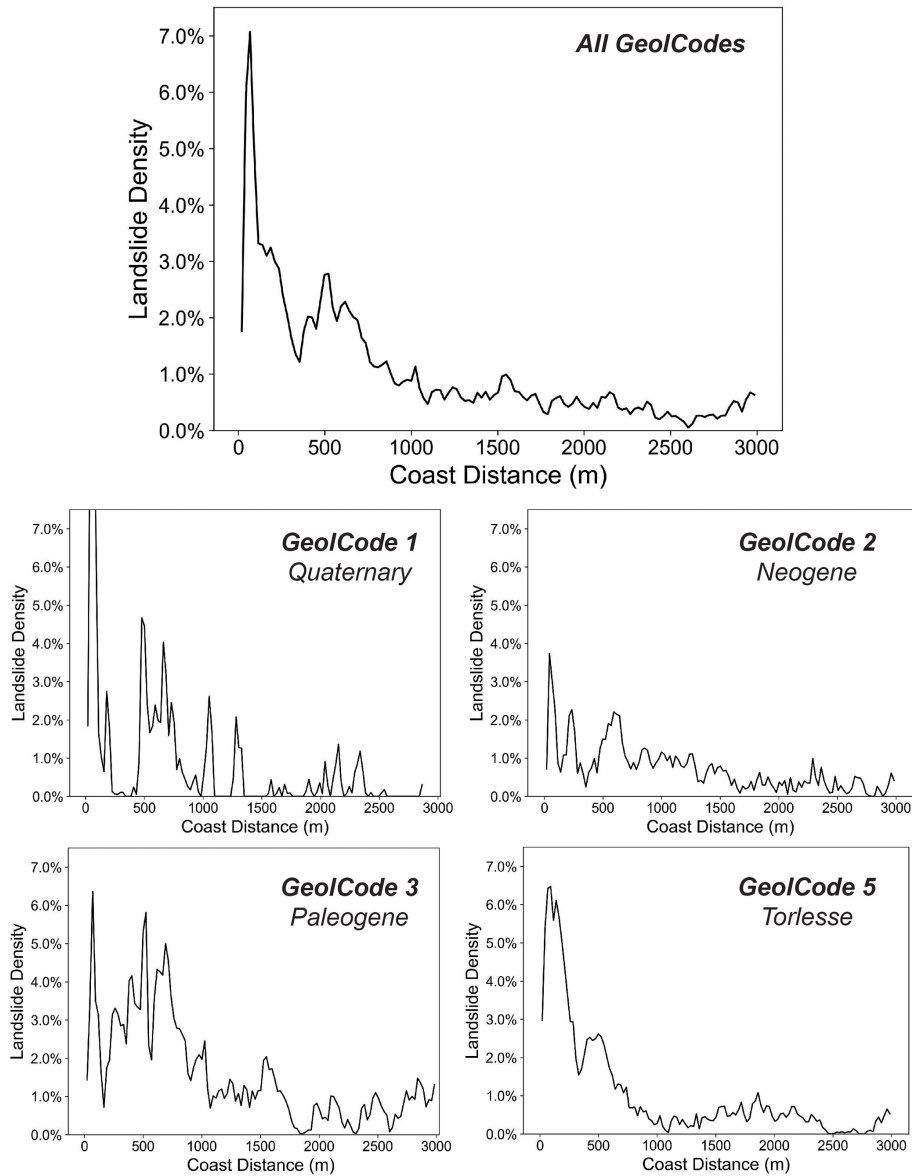 All GeolCodes
7.0%
6.0%
5.0%
4.0%
3.0%
2.0%
1.0%
0.0%
Landslide Density
0 500 1000 1500 2000 2500 3000
Coast Distance (m)
GeolCode 1
Quaternary
7.0%
6.0%
5.0%
4.0%
3.0%
2.0%
1.0%
0.0%
Landslide Density
0 500 1000 1500 2000 2500 3000
Coast Distance (m)
GeolCode 2
Neogene
7.0%
6.0%
5.0%
4.0%
3.0%
2.0%
1.0%
0.0%
Landslide Density
0 500 1000 1500 2000 2500 3000
Coast Distance (m)
GeolCode 3
Paleogene
7.0%
6.0%
5.0%
4.0%
3.0%
2.0%
1.0%
0.0%
Landslide Density
0 500 1000 1500 2000 2500 3000
Coast Distance (m)
GeolCode 5
Torlesse
7.0%
6.0%
5.0%
4.0%
3.0%
2.0%
1.0%
0.0%
Landslide Density
0 500 1000 1500 2000 2500 3000
Coast Distance (m)